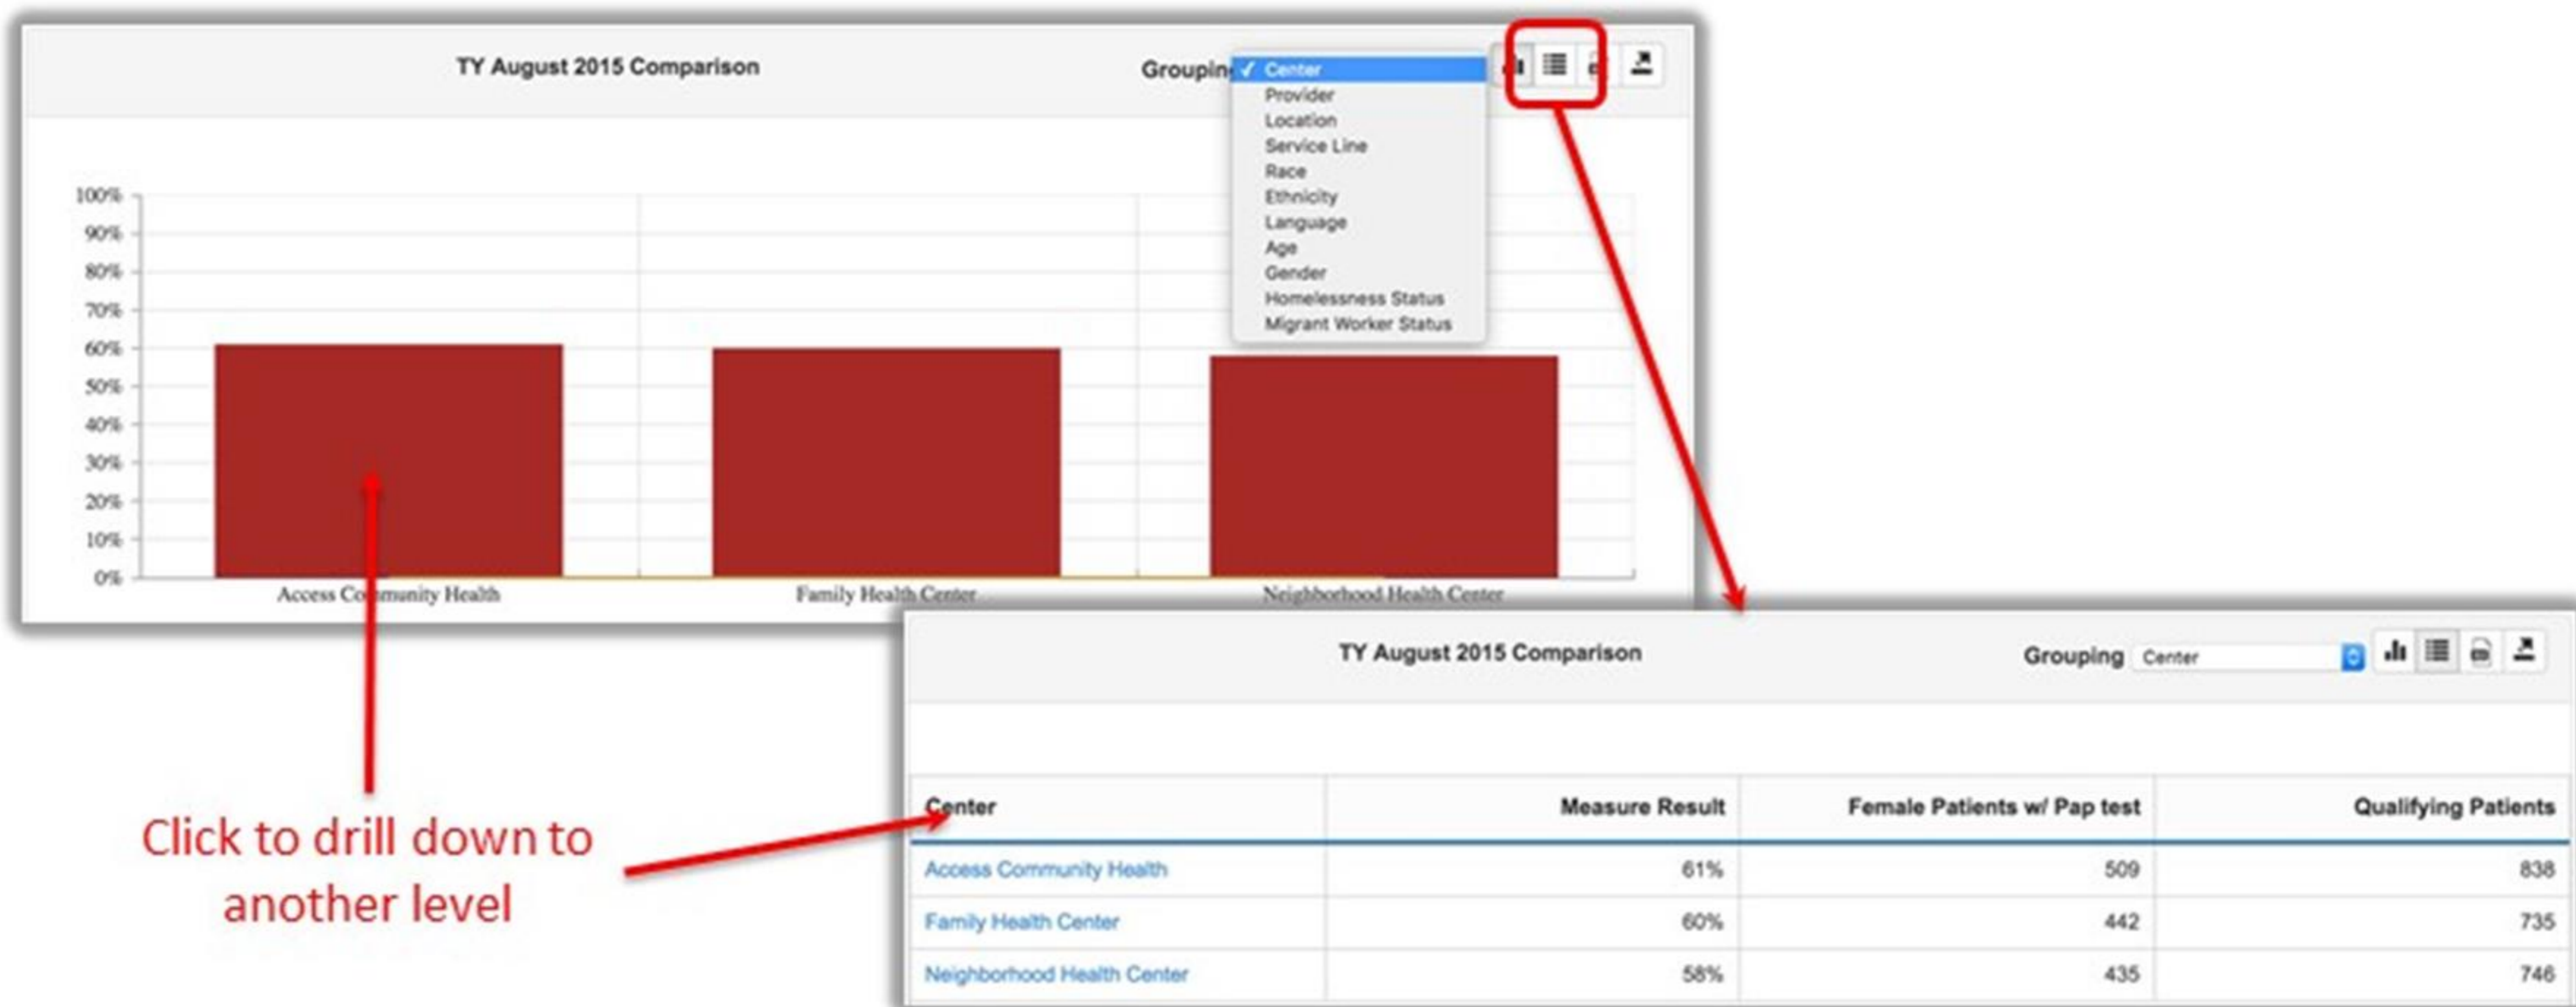 TY August 2015 Comparison
Grouping
✓ Center
Provider
Location
Service Line
Race
Ethnicity
Language
Age
Gender
Homelessness Status
Migrant Worker Status
100%
90%
80%
70%
60%
50%
40%
30%
20%
10%
0%
Access Community Health
Family Health Center
Neighborhood Health Center
Click to drill down to
another level
TY August 2015 Comparison
Grouping Center
Center Measure Result Female Patients w/ Pap test Qualifying Patients
Access Community Health 61% 509 838
Family Health Center 60% 442 735
Neighborhood Health Center 58% 435 746